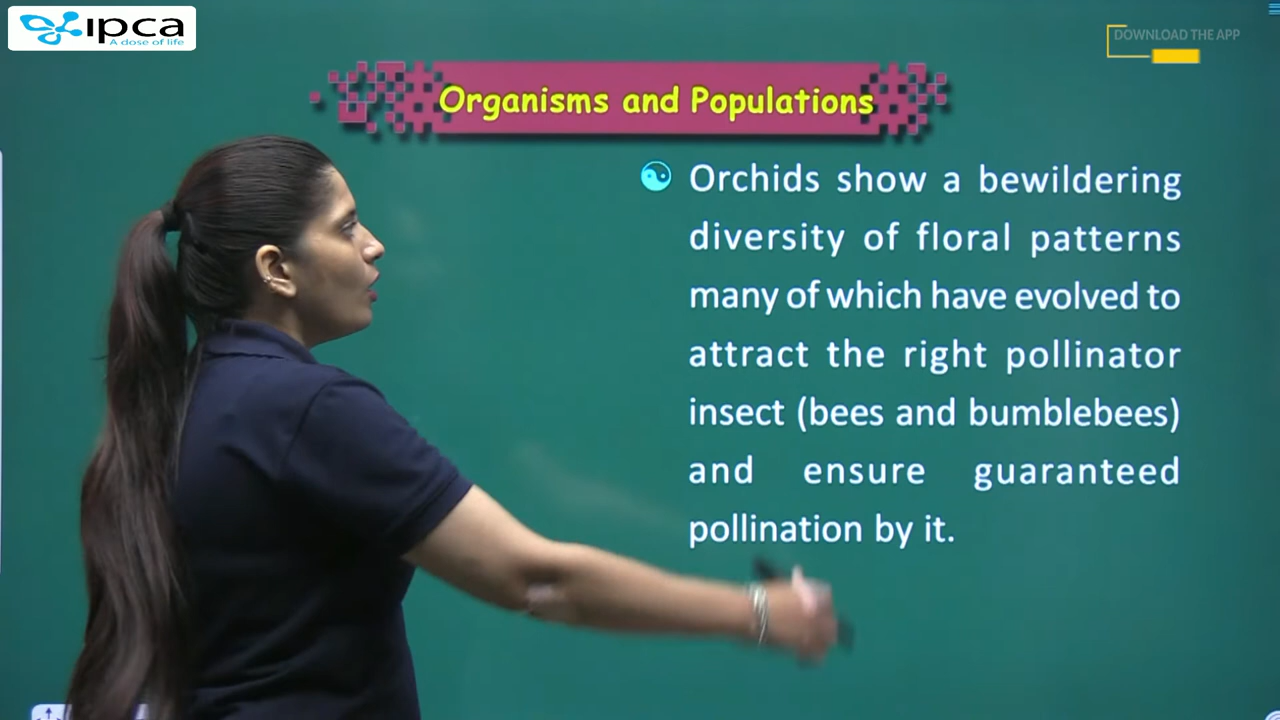 ipca
A dose of life
DOWNLOAD THE APP
Organisms and Populations
Orchids show a bewildering
diversity of floral patterns
many of which have evolved to
attract the right pollinator
insect (bees and bumblebees)
and ensure guaranteed
pollination by it.